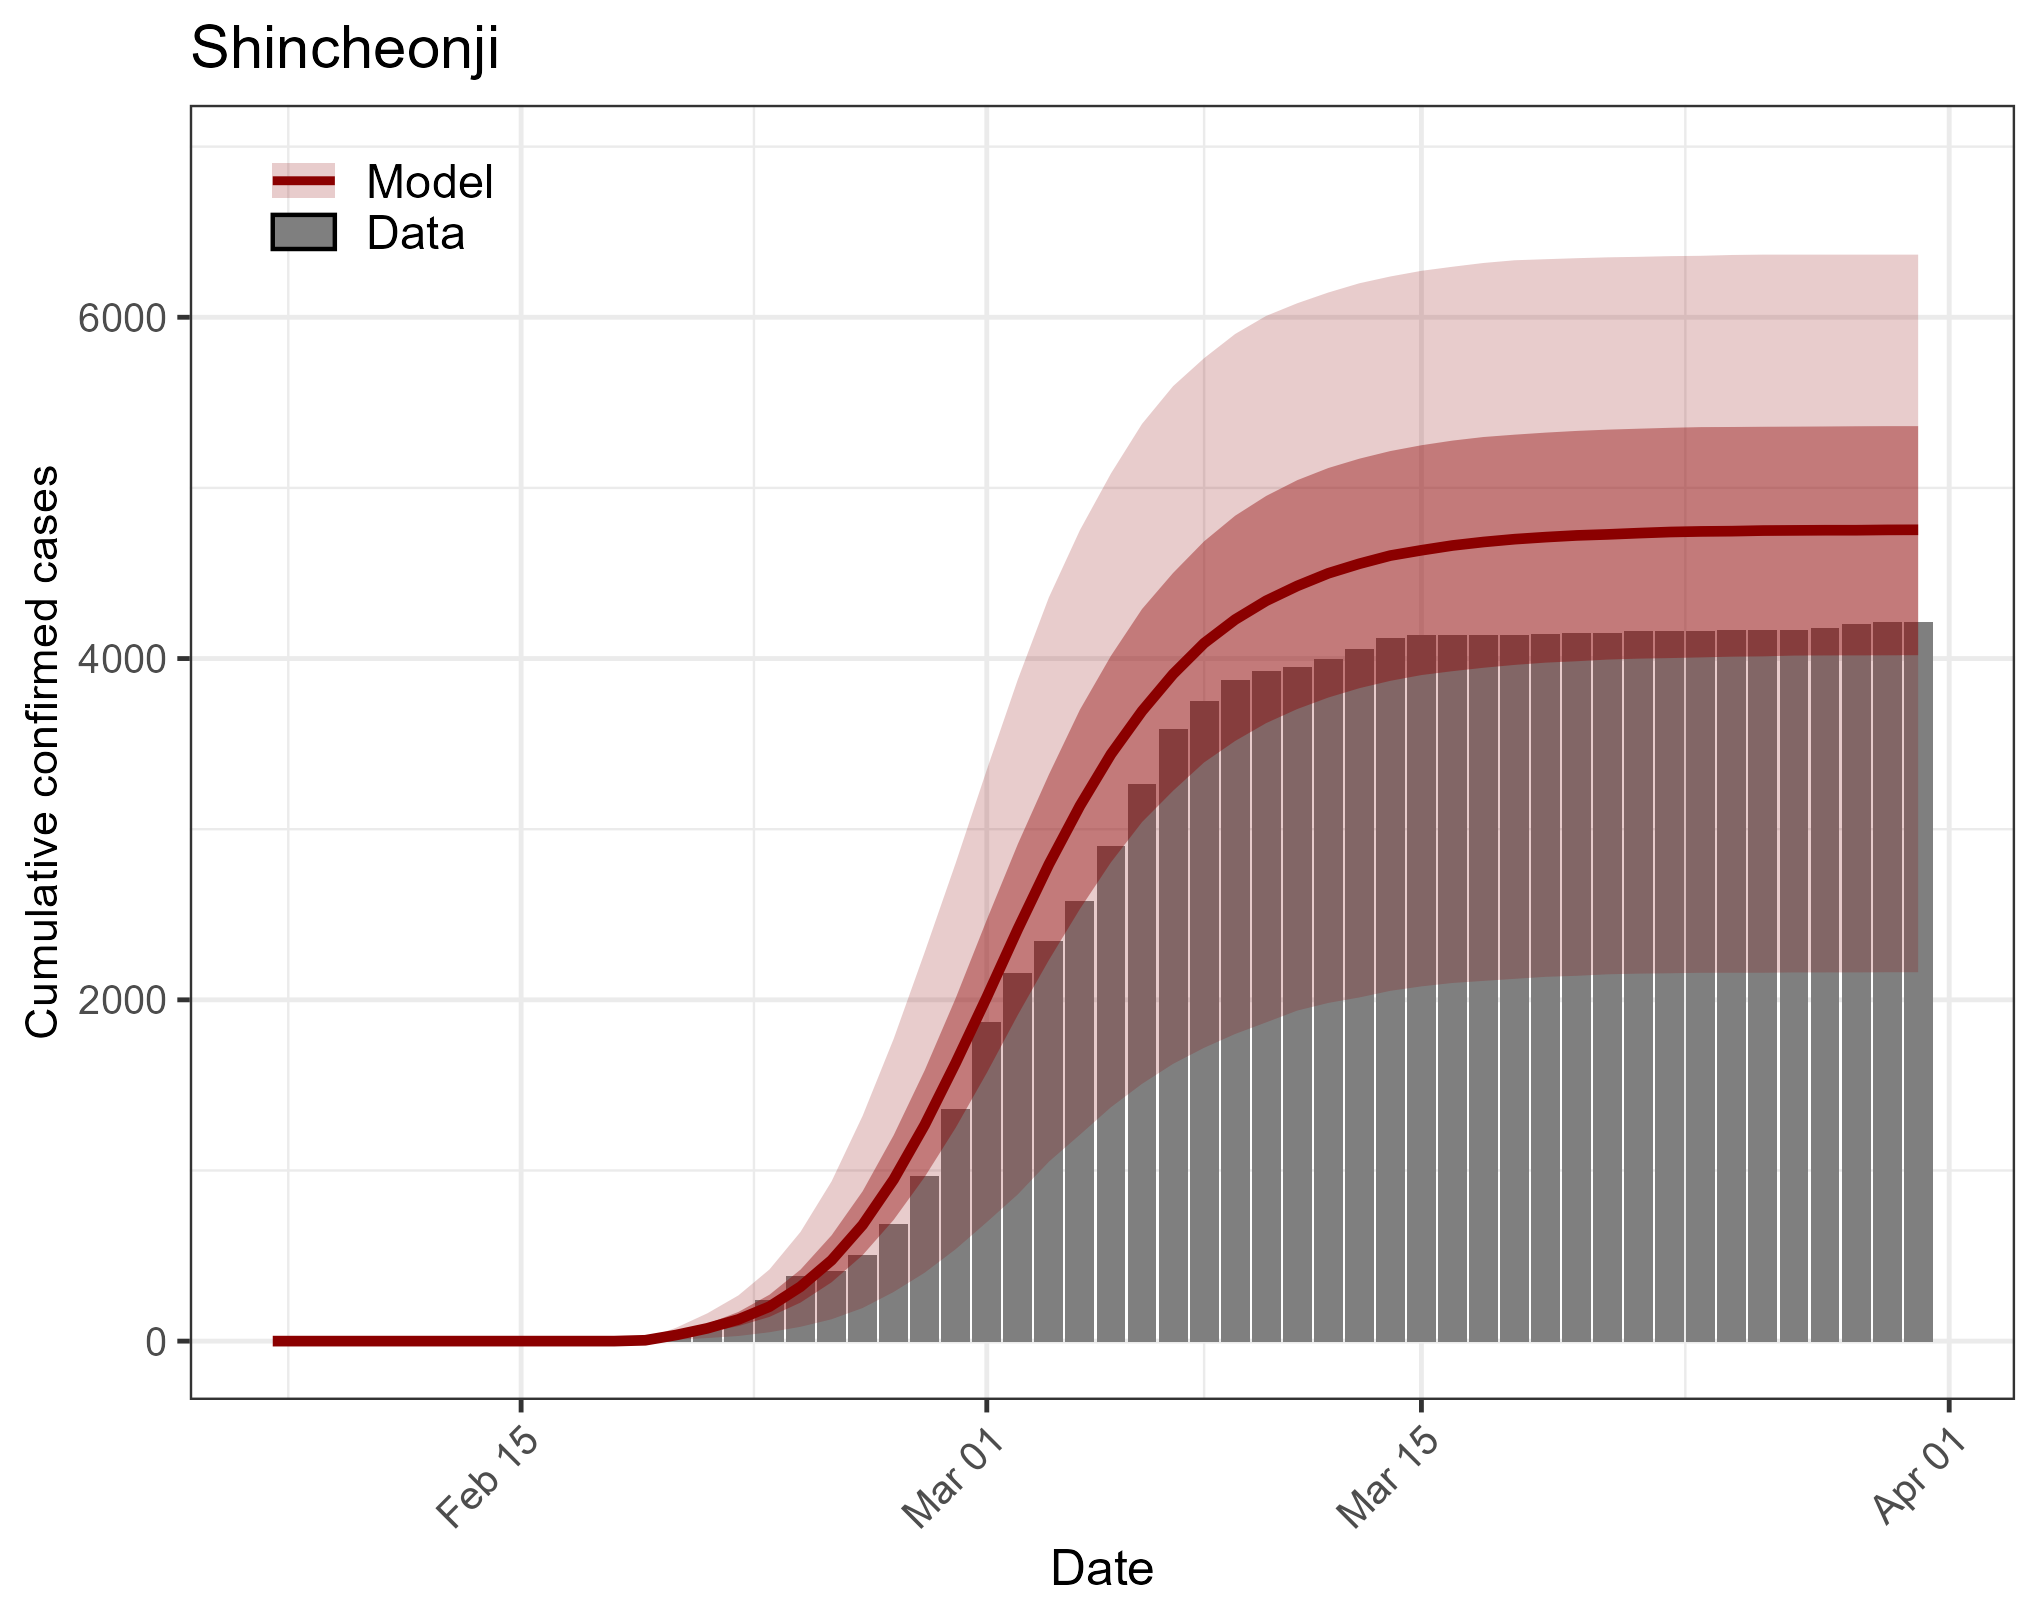 Shincheonji
Model
Data
Cumulative confirmed cases
6000
4000
2000
0
Feb 15
Mar 01
Mar 15
Apr 01
Date